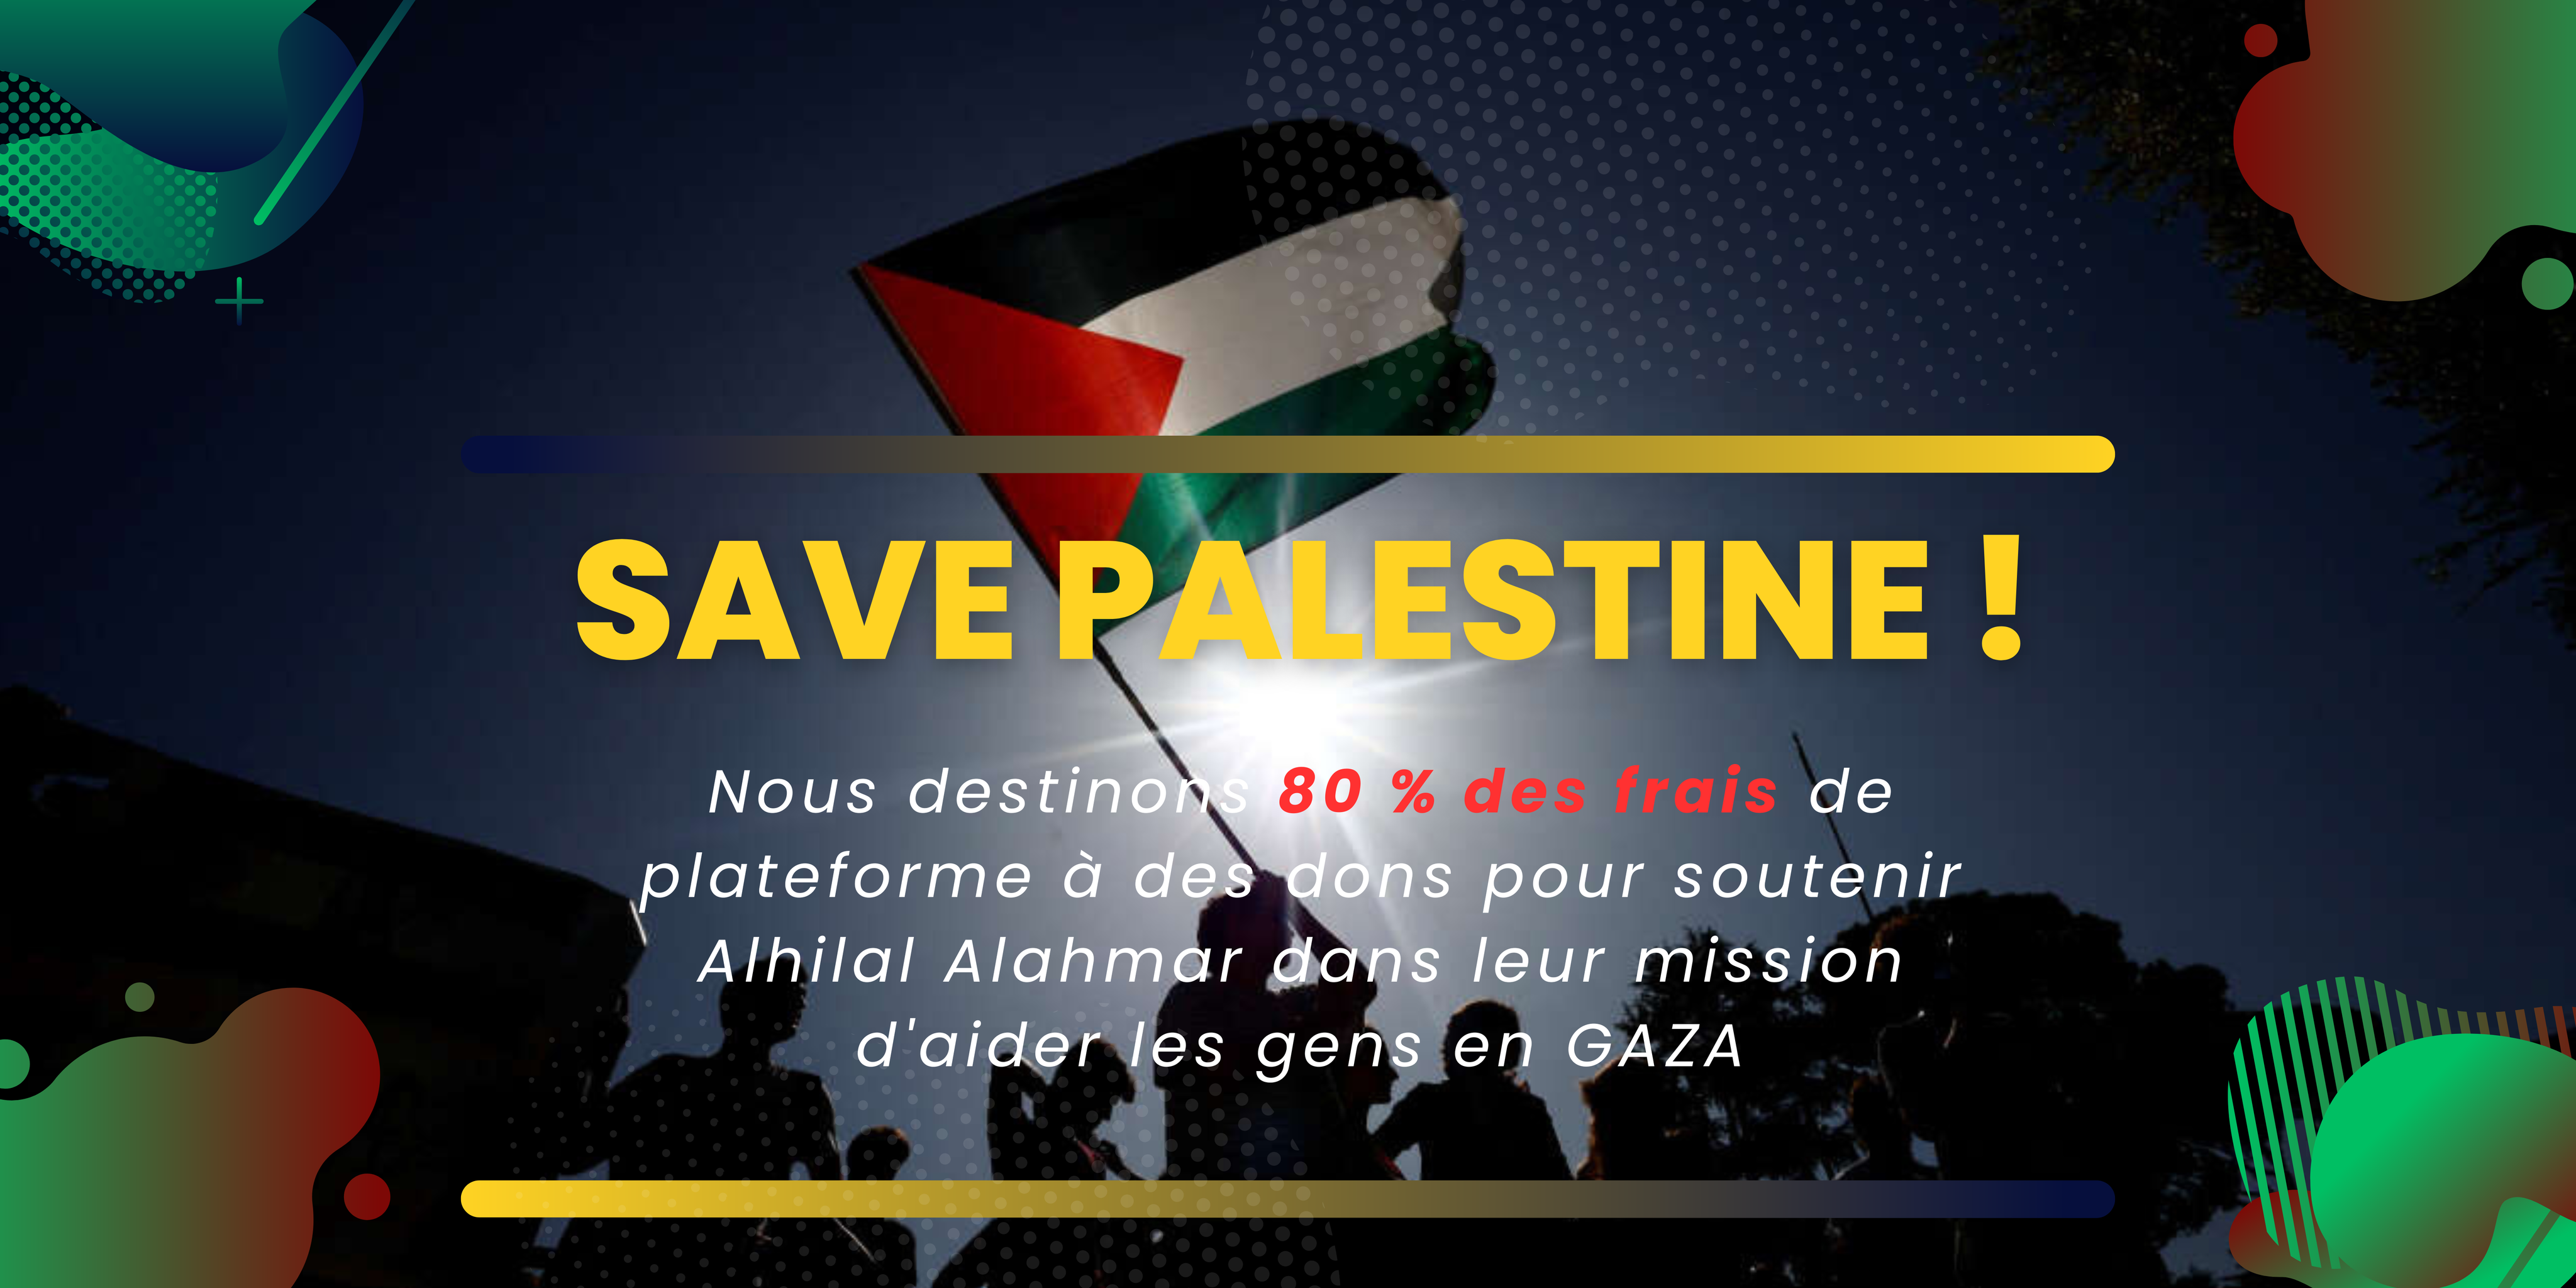 SAVE PALESTINE !
Nous destinons 80 % des frais de
plateforme à des dons pour soutenir
Alhilal Alahmar dans leur mission
d'aider les gens en GAZA